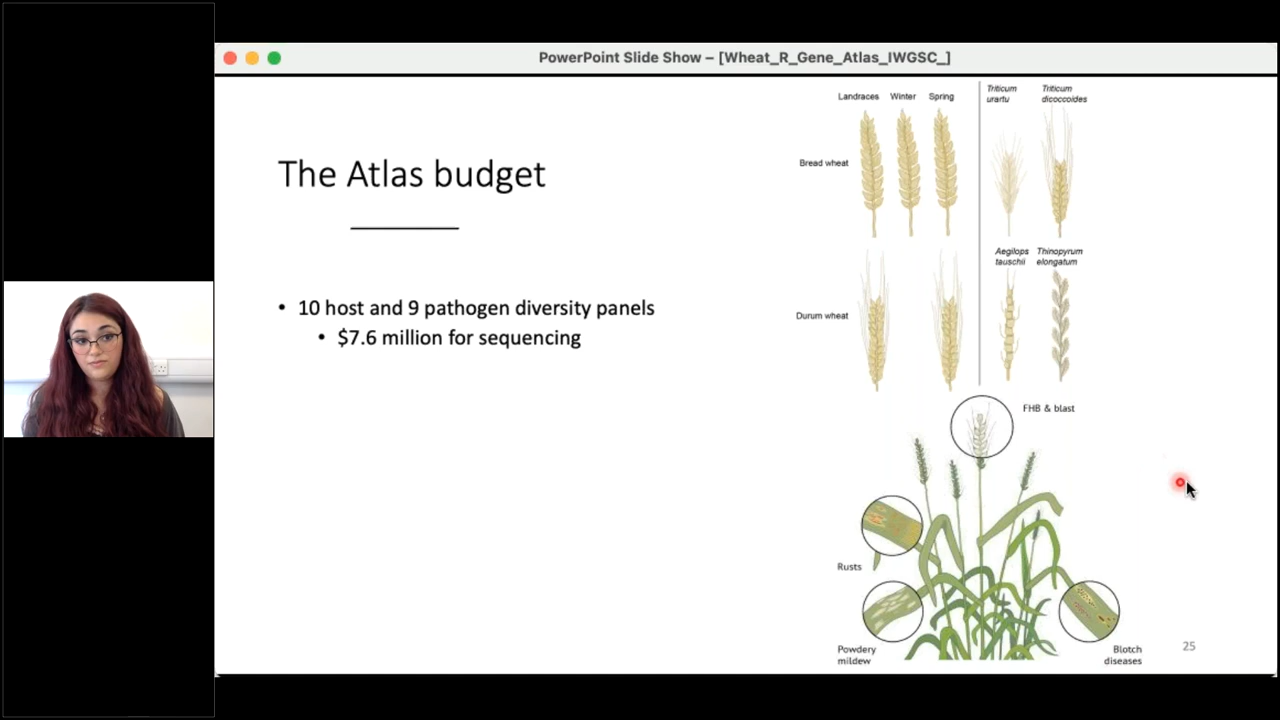 PowerPoint Slide Show – [Wheat_R_Gene_Atlas_IWGSC_]
The Atlas budget
• 10 host and 9 pathogen diversity panels
• $7.6 million for sequencing
Landraces Winter Spring
Triticum
urartu
Triticum
dicoccoides
Bread wheat
Aegilops
tauschii
Thinopyrum
elongatum
Durum wheat
FHB & blast
Rusts
Powdery
mildew
Blotch
diseases
25